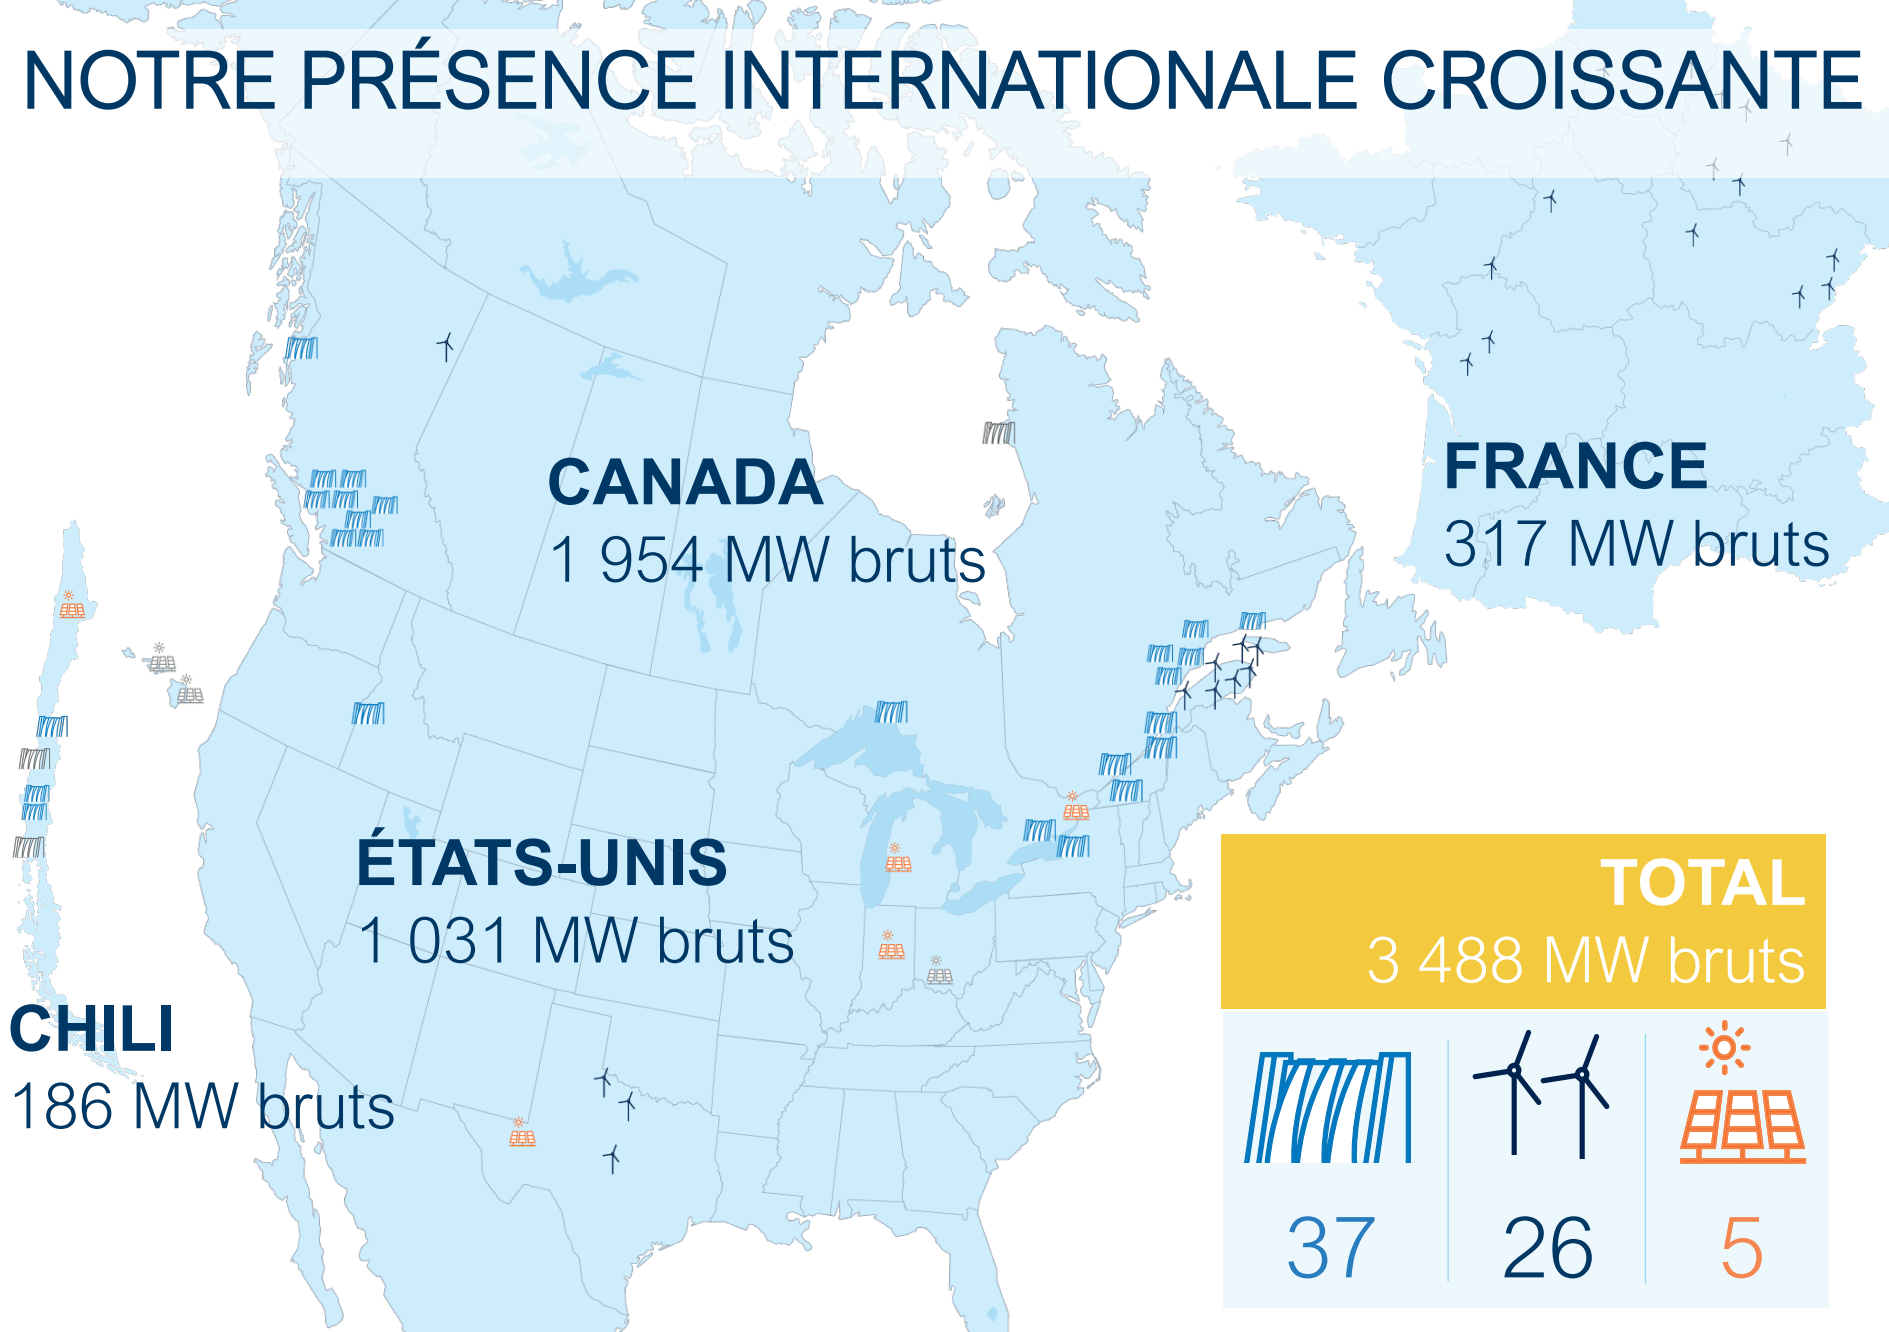 NOTRE PRÉSENCE INTERNATIONALE CROISSANTE
CANADA
1 954 MW bruts
FRANCE
317 MW bruts
ÉTATS-UNIS
1 031 MW bruts
CHILI
186 MW bruts
TOTAL
3 488 MW bruts
37
26
5